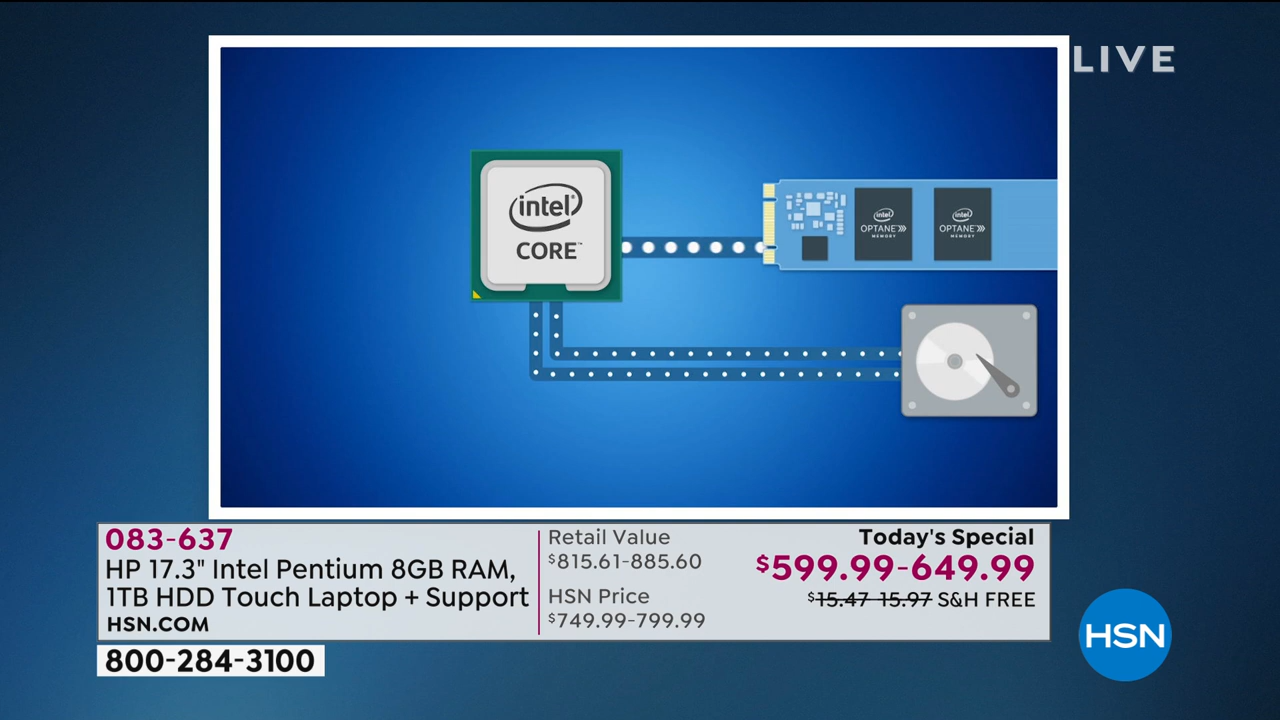 LIVE
intel
CORE™
intel
OPTANE
MEMORY
intel
OPTANE
MEMORY
083-637
HP 17.3" Intel Pentium 8GB RAM,
1TB HDD Touch Laptop + Support
HSN.COM
Retail Value
$815.61-885.60
HSN Price
$749.99-799.99
Today's Special
$599.99-649.99
$15.47-15.97 S&H FREE
800-284-3100
HSN